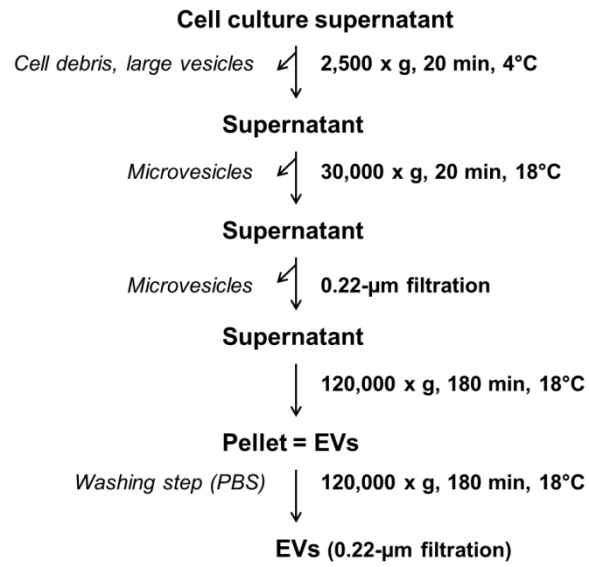 Cell culture supernatant
Cell debris, large vesicles 2,500 x g, 20 min, 4°C
Supernatant
Microvesicles 30,000 x g, 20 min, 18°C
Supernatant
Microvesicles 0.22-µm filtration
Supernatant
120,000 x g, 180 min, 18°C
Pellet = EVs
Washing step (PBS) 120,000 x g, 180 min, 18°C
EVs (0.22-µm filtration)